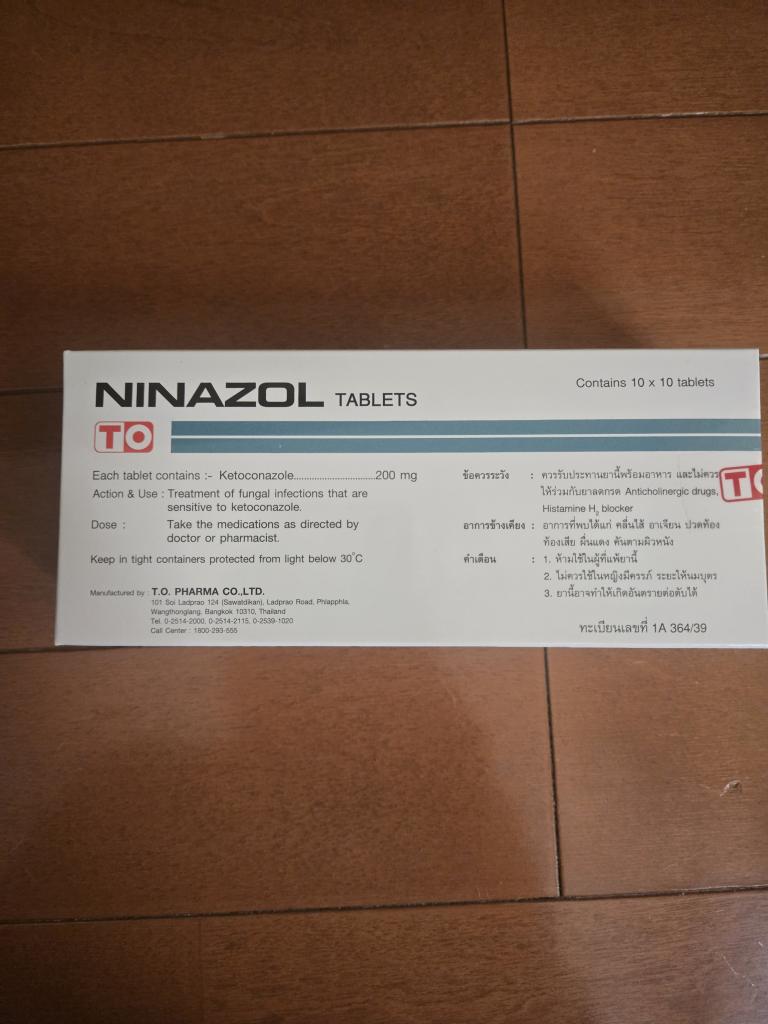 NINAZOL TABLETS
Contains 10 x 10 tablets
TO
Each tablet contains :- Ketoconazole..............................200 mg
Action & Use : Treatment of fungal infections that are
sensitive to ketoconazole.
Dose : Take the medications as directed by
doctor or pharmacist.
Keep in tight containers protected from light below 30°C
Manufactured by : T.O. PHARMA CO.,LTD.
101 Soi Ladprao 124 (Sawatdikan), Ladprao Road, Phlapphla,
Wangthonglang, Bangkok 10310, Thailand
Tel. 0-2514-2000, 0-2514-2115, 0-2539-1020
Call Center : 1800-293-555
ข้อควรระวัง : ควรรับประทานยานี้พร้อมอาหาร และไม่ควร
ให้ร่วมกับยาลดกรด Anticholinergic drugs,
Histamine H₂ blocker
อาการข้างเคียง : อาการที่พบได้แก่ คลื่นไส้ อาเจียน ปวดท้อง
ท้องเสีย ผื่นแดง คันตามผิวหนัง
คำเตือน : 1. ห้ามใช้ในผู้ที่แพ้ยานี้
2. ไม่ควรใช้ในหญิงมีครรภ์ ระยะให้นมบุตร
3. ยานี้อาจทำให้เกิดอันตรายต่อตับได้
ทะเบียนเลขที่ 1A 364/39
TO